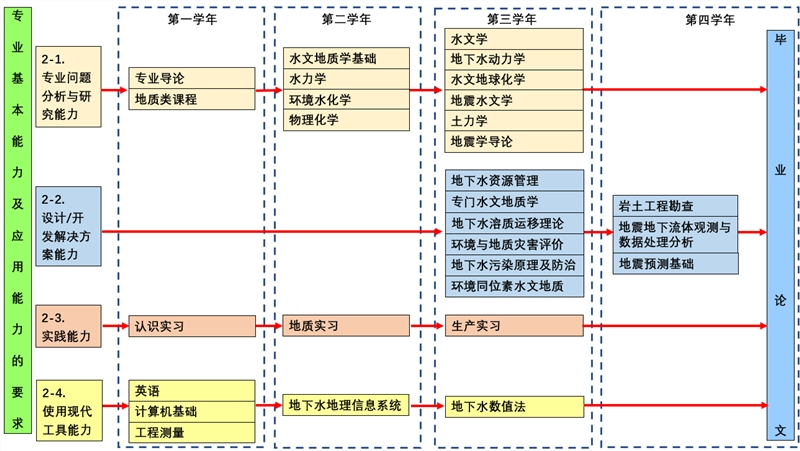 专业基本能力及应用能力的要求
第一学年
第二学年
第三学年
第四学年
2-1.
专业问题
分析与研
究能力
专业导论
地质类课程
水文地质学基础
水力学
环境水化学
物理化学
水文学
地下水动力学
水文地球化学
地震水文学
土力学
地震学导论
2-2.
设计/开
发解决方
案能力
地下水资源管理
专门水文地质学
地下水溶质运移理论
环境与地质灾害评价
地下水污染原理及防治
环境同位素水文地质
岩土工程勘查
地震地下流体观测与
数据处理分析
地震预测基础
2-3.
实践能力
认识实习
地质实习
生产实习
2-4.
使用现代
工具能力
英语
计算机基础
工程测量
地下水地理信息系统
地下水数值法
毕业论文